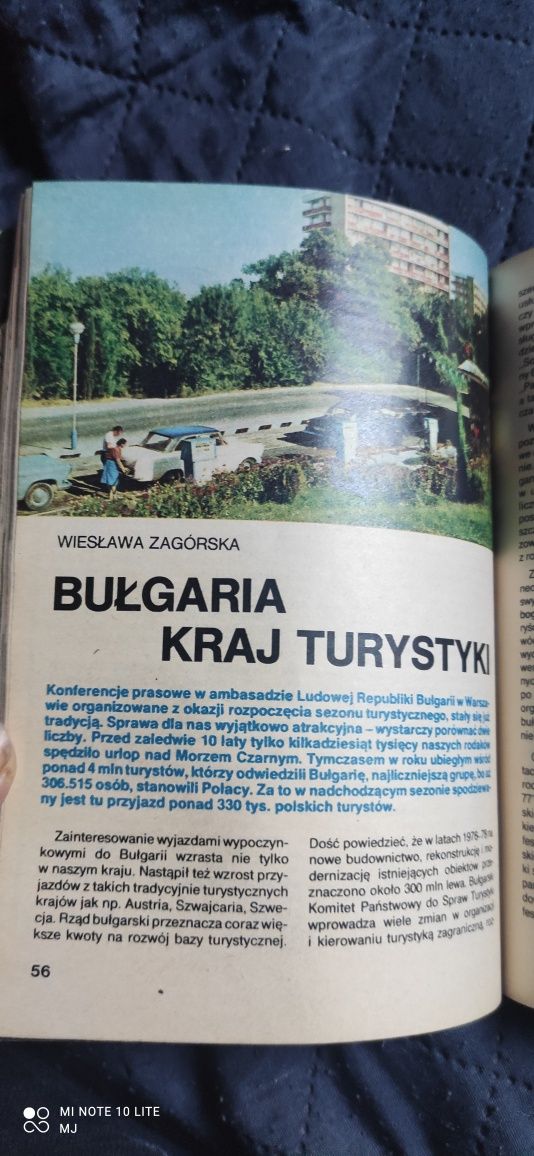 WIESŁAWA ZAGÓRSKA
BUŁGARIA
KRAJ TURYSTYKI
Konferencje prasowe w ambasadzie Ludowej Republiki Bułgarii w Warsza-
wie organizowane z okazji rozpoczęcia sezonu turystycznego, stały się już
tradycją. Sprawa dla nas wyjątkowo atrakcyjna – wystarczy porównać dwie
liczby. Przed zaledwie 10 laty tylko kilkadziesiąt tysięcy naszych rodaków
spędziło urlop nad Morzem Czarnym. Tymczasem w roku ubiegłym wśród
ponad 4 mln turystów, którzy odwiedzili Bułgarię, najliczniejszą grupę, bo aż
306.515 osób, stanowili Polacy. Za to w nadchodzącym sezonie spodziewa-
ny jest tu przyjazd ponad 330 tys. polskich turystów.
Zainteresowanie wyjazdami wypoczyn-
kowymi do Bułgarii wzrasta nie tylko
w naszym kraju. Nastąpił też wzrost przy-
jazdów z takich tradycyjnie turystycznych
krajów jak np. Austria, Szwajcaria, Szwe-
cja. Rząd bułgarski przeznacza coraz wię-
ksze kwoty na rozwój bazy turystycznej.
Dość powiedzieć, że w latach 1976-79 na
nowe budownictwo, rekonstrukcję i mo-
dernizację istniejących obiektów prze-
znaczono około 300 mln lewa. Bułgarski
Komitet Państwowy do Spraw Turystyki
wprowadza wiele zmian w organizacji
i kierowaniu turystyką zagraniczną, roz-
56
MI NOTE 10 LITE
MJ